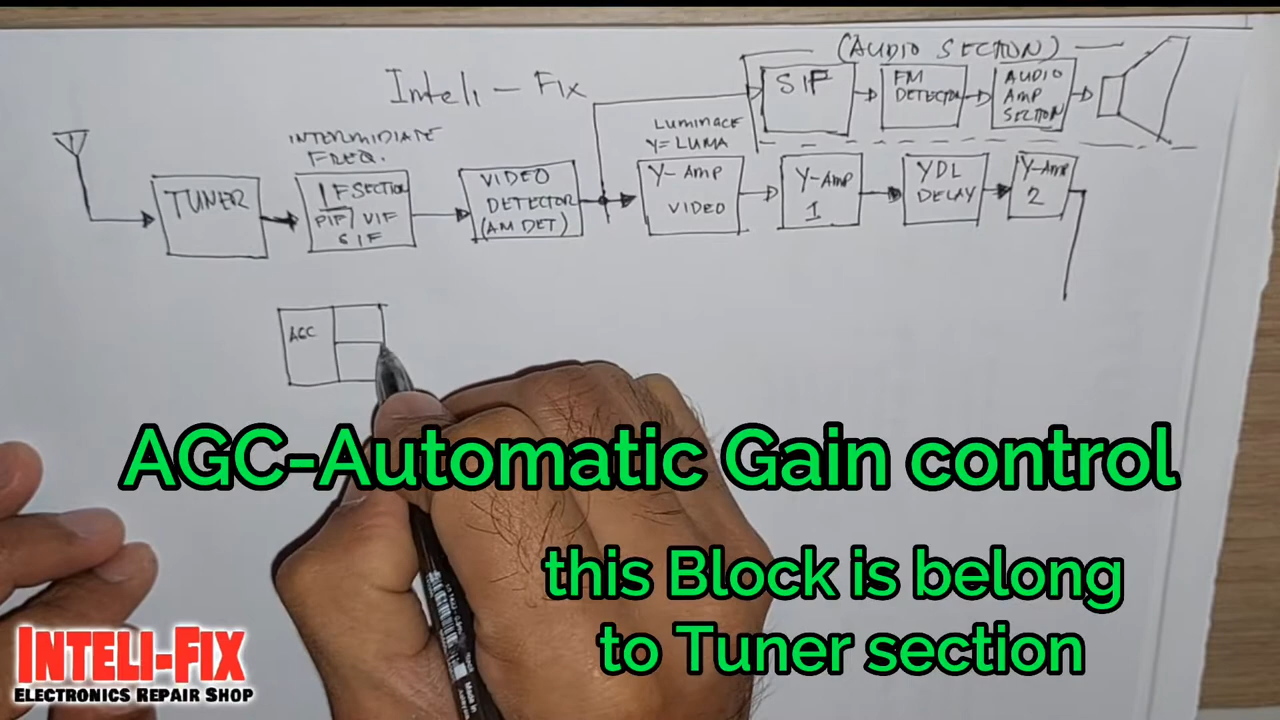 (AUDIO SECTION)
Inteli-Fix
SIF
FM
DETECTOR
AUDIO
AMP
SECTION
INTERMIDIATE
FREQ.
LUMINACE
Y=LUMA
TUNER
IF SECTION
PIF/VIF
SIF
VIDEO
DETECTOR
(AM DET)
Y-AMP
VIDEO
Y-AMP
1
YDL
DELAY
Y-AMP
2
AGC
AGC-Automatic Gain control
this Block is belong
to Tuner section
INTELI-FIX
ELECTRONICS REPAIR SHOP